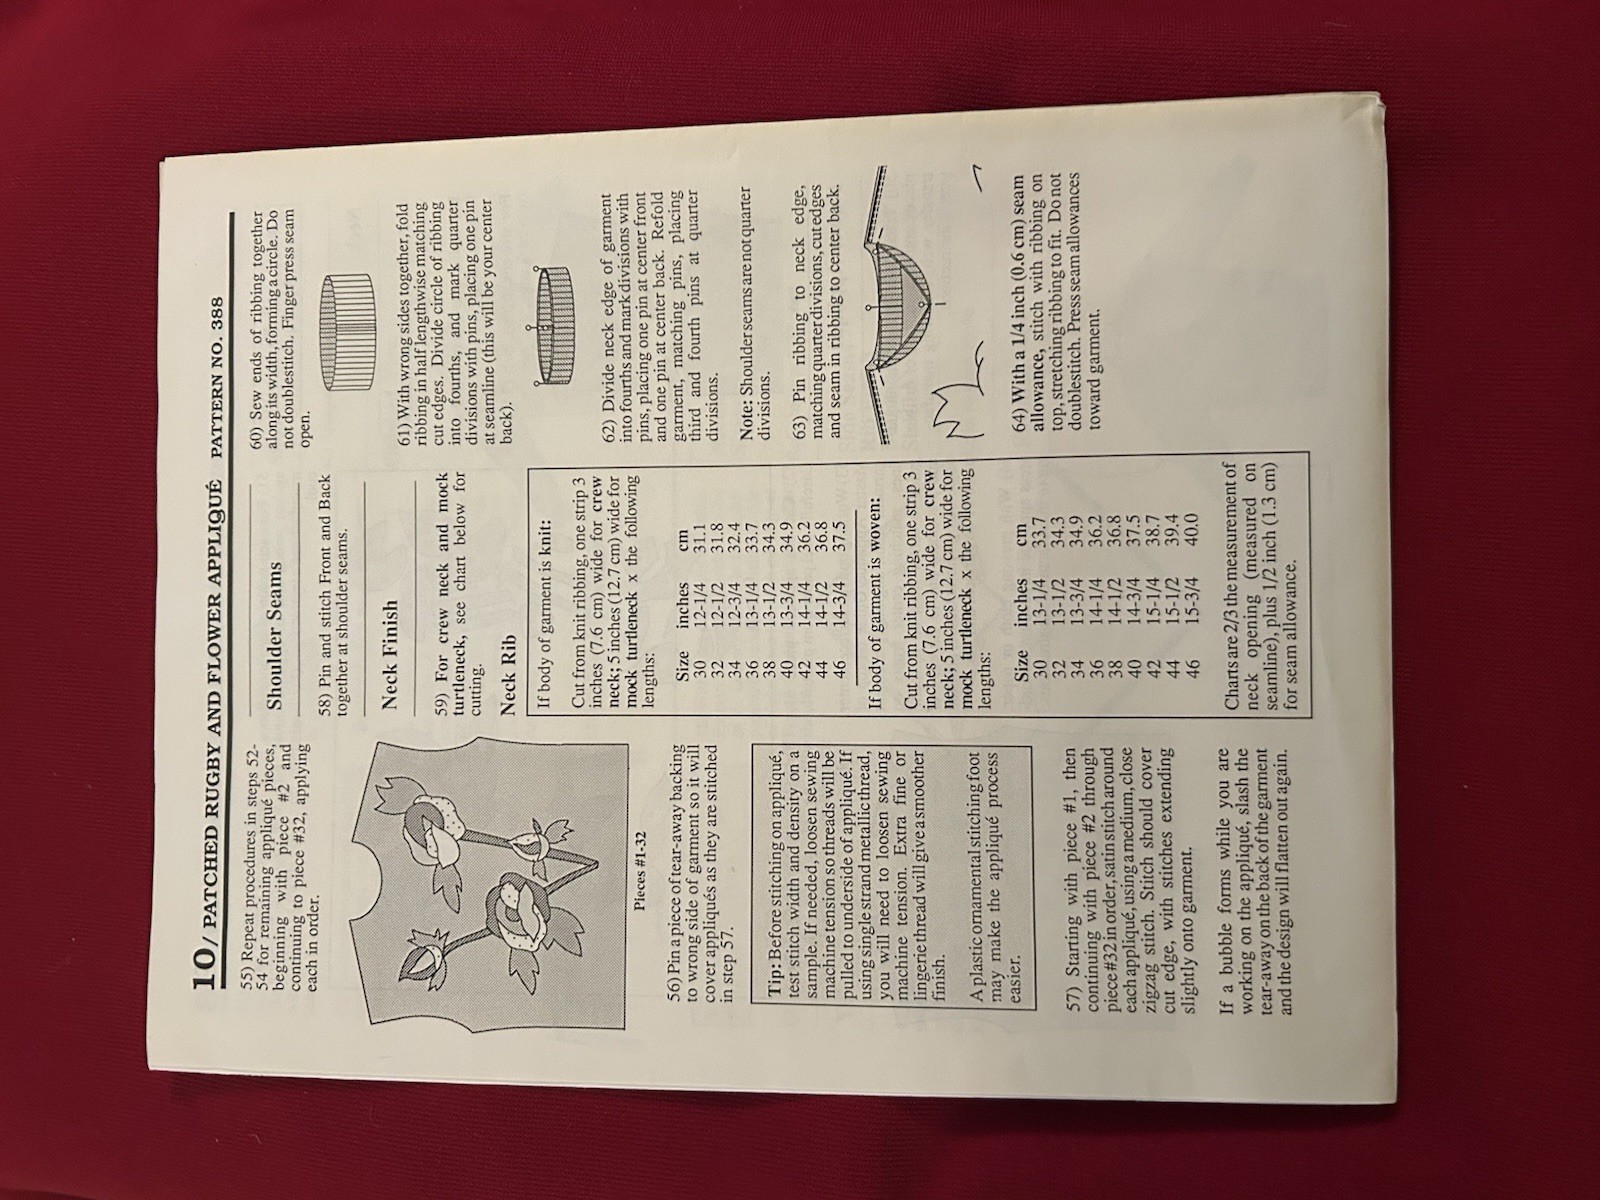 10/ PATCHED RUGBY AND FLOWER APPLIQUÉ PATTERN NO. 388
55) Repeat procedures in steps 52-
54 for remaining appliqué pieces,
beginning with piece #2 and
continuing to piece #32, applying
each in order.
Pieces #1-32
56) Pin a piece of tear-away backing
to wrong side of garment so it will
cover appliqués as they are stitched
in step 57.
Tip: Before stitching on appliqué,
test stitch width and density on a
sample. If needed, loosen sewing
machine tension so threads will be
pulled to underside of appliqué. If
using single strand metallic thread,
you will need to loosen sewing
machine tension. Extra fine or
lingerie thread will give a smoother
finish.
A plastic ornamental stitching foot
may make the appliqué process
easier.
57) Starting with piece #1, then
continuing with piece #2 through
piece #32 in order, satin stitch around
each appliqué, using a medium, close
zigzag stitch. Stitch should cover
cut edge, with stitches extending
slightly onto garment.
If a bubble forms while you are
working on the appliqué, slash the
tear-away on the back of the garment
and the design will flatten out again.
Shoulder Seams
58) Pin and stitch Front and Back
together at shoulder seams.
Neck Finish
59) For crew neck and mock
turtleneck, see chart below for
cutting.
Neck Rib
If body of garment is knit:
Cut from knit ribbing, one strip 3
inches (7.6 cm) wide for crew
neck; 5 inches (12.7 cm) wide for
mock turtleneck x the following
lengths:
Size inches cm
30 12-1/4 31.1
32 12-1/2 31.8
34 12-3/4 32.4
36 13-1/4 33.7
38 13-1/2 34.3
40 13-3/4 34.9
42 14-1/4 36.2
44 14-1/2 36.8
46 14-3/4 37.5
If body of garment is woven:
Cut from knit ribbing, one strip 3
inches (7.6 cm) wide for crew
neck; 5 inches (12.7 cm) wide for
mock turtleneck x the following
lengths:
Size inches cm
30 13-1/4 33.7
32 13-1/2 34.3
34 13-3/4 34.9
36 14-1/4 36.2
38 14-1/2 36.8
40 14-3/4 37.5
42 15-1/4 38.7
44 15-1/2 39.4
46 15-3/4 40.0
Charts are 2/3 the measurement of
neck opening (measured on
seamline), plus 1/2 inch (1.3 cm)
for seam allowance.
60) Sew ends of ribbing together
along its width, forming a circle. Do
not doublestitch. Finger press seam
open.
61) With wrong sides together, fold
ribbing in half lengthwise matching
cut edges. Divide circle of ribbing
into fourths, and mark quarter
divisions with pins, placing one pin
at seamline (this will be your center
back).
62) Divide neck edge of garment
into fourths and mark divisions with
pins, placing one pin at center front
and one pin at center back. Refold
garment, matching pins, placing
third and fourth pins at quarter
divisions.
Note: Shoulder seams are not quarter
divisions.
63) Pin ribbing to neck edge,
matching quarter divisions, cut edges
and seam in ribbing to center back.
64) With a 1/4 inch (0.6 cm) seam
allowance, stitch with ribbing on
top, stretching ribbing to fit. Do not
doublestitch. Press seam allowances
toward garment.